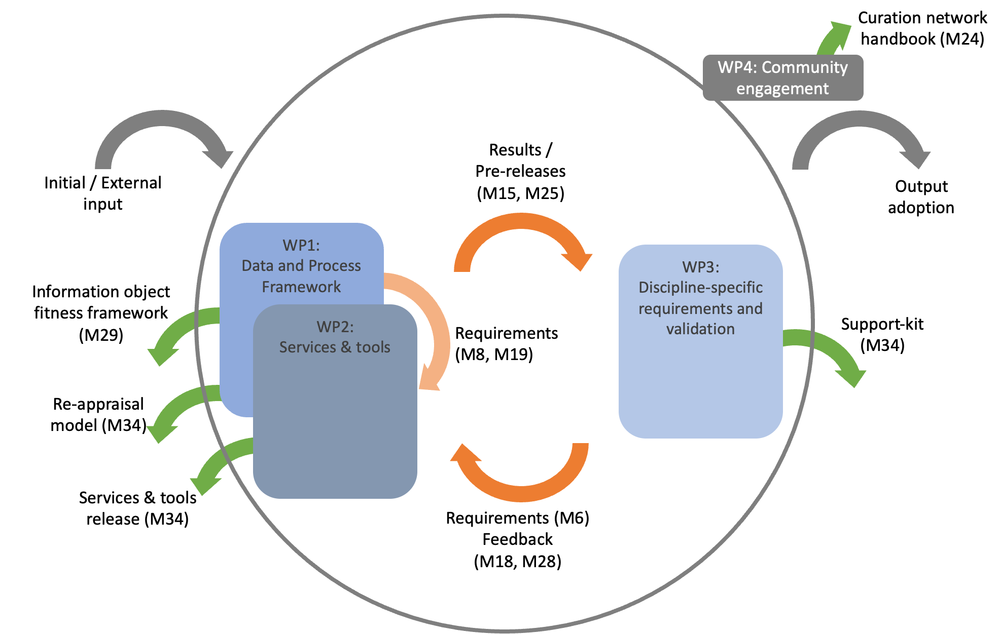 Curation network
handbook (M24)
WP4: Community
engagement
Initial / External
input
Results /
Pre-releases
(M15, M25)
Output
adoption
WP1:
Data and Process
Framework
WP2:
Services & tools
Requirements
(M8, M19)
WP3:
Discipline-specific
requirements and
validation
Information object
fitness framework
(M29)
Support-kit
(M34)
Re-appraisal
model (M34)
Services & tools
release (M34)
Requirements (M6)
Feedback
(M18, M28)